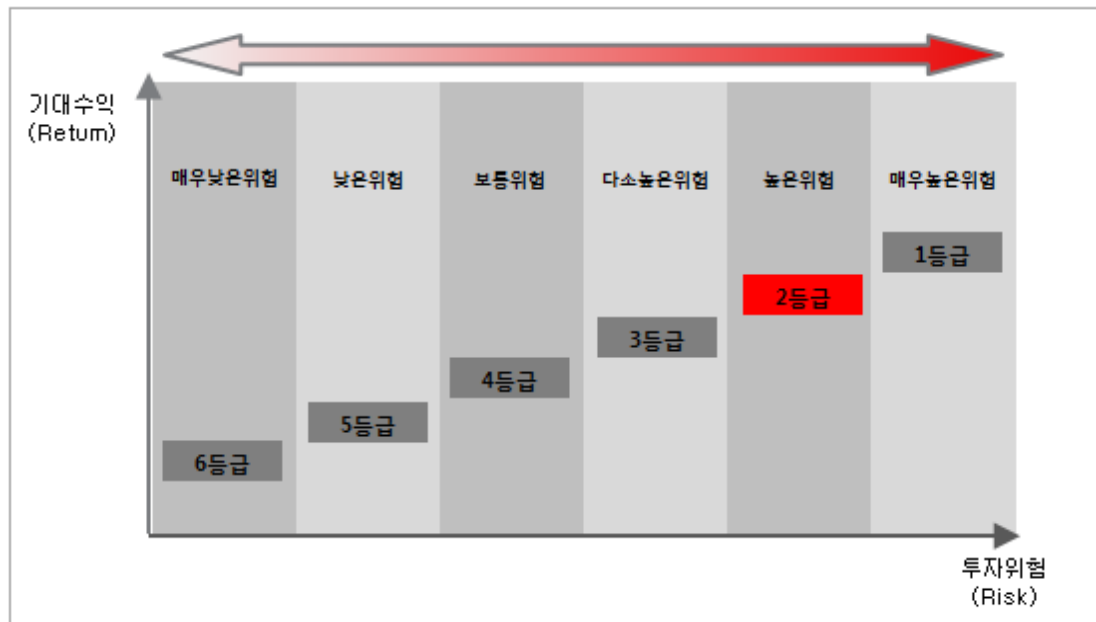 기대수익
(Return)
매우낮은위험
낮은위험
보통위험
다소높은위험
높은위험
매우높은위험
1등급
2등급
3등급
4등급
5등급
6등급
투자위험
(Risk)